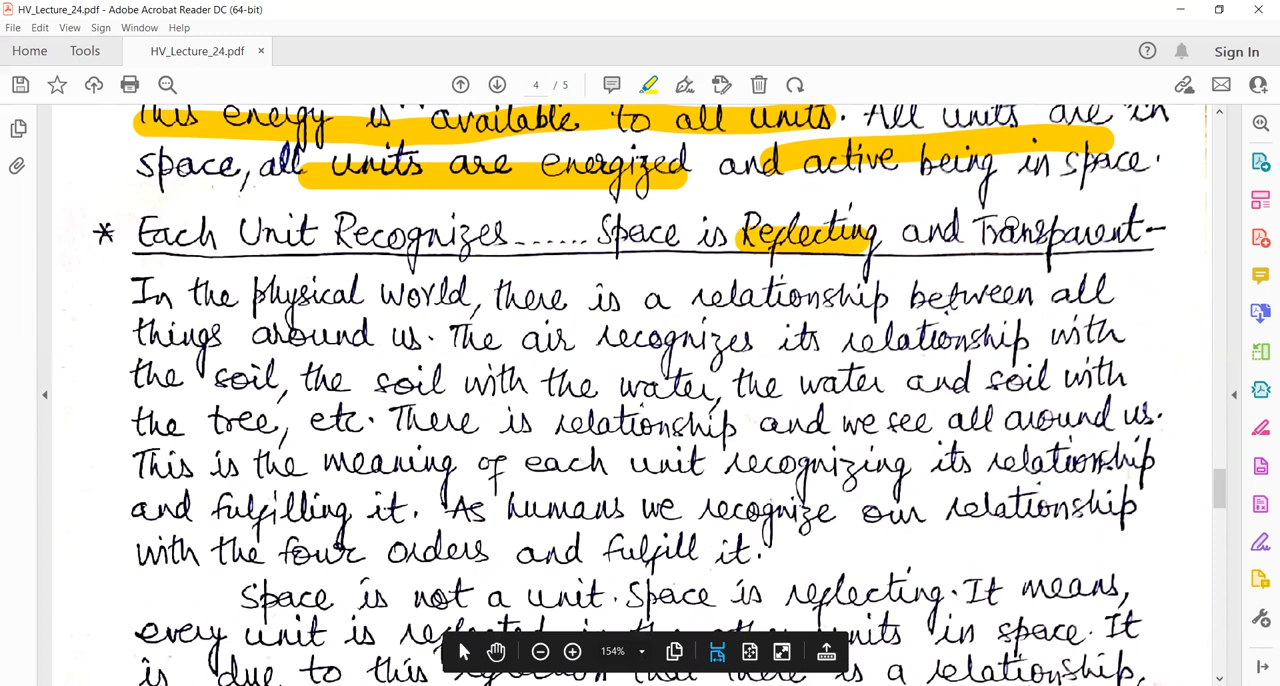 HV_Lecture_24.pdf - Adobe Acrobat Reader DC (64-bit)
File Edit View Sign Window Help
Home Tools HV_Lecture_24.pdf × Sign In
4 / 5
This energy is available to all units. All units are in
space, all units are energized and active being in space.
* Each Unit Recognizes...... Space is Reflecting and Transparent-
In the physical world, there is a relationship between all
things around us. The air recognizes its relationship with
the soil, the soil with the water, the water and soil with
the tree, etc. There is relationship and we see all around us.
This is the meaning of each unit recognizing its relationship
and fulfilling it. As humans we recognize our relationship
with the four orders and fulfill it.
Space is not a unit. Space is reflecting. It means,
every unit is reflected in the other units in space. It
154%
is due to this that there is a relationship,